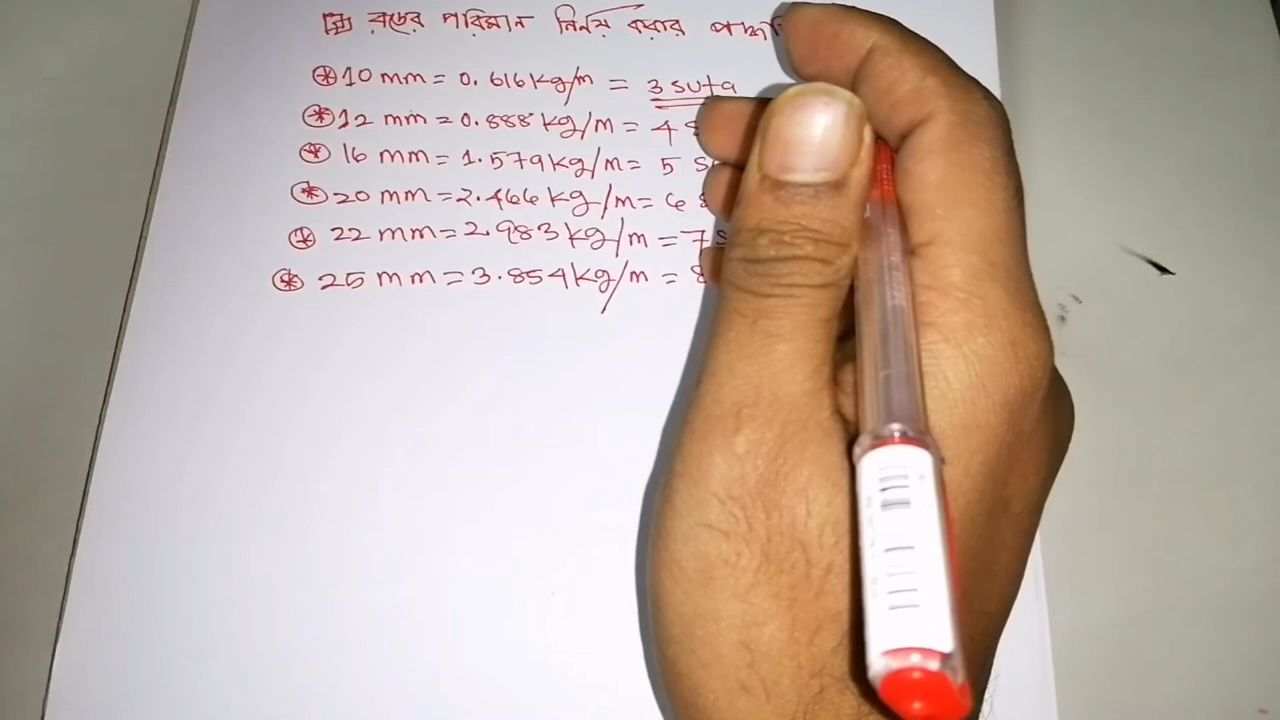 রডের পরিমান নির্নয় করার
10 mm = 0.616 kg/m = 3 suta
12 mm = 0.888 kg/m = 4
16 mm = 1.579 kg/m = 5
20 mm = 2.466 kg/m = 6
22 mm = 2.983 kg/m = 7
25 mm = 3.854 kg/m = 8